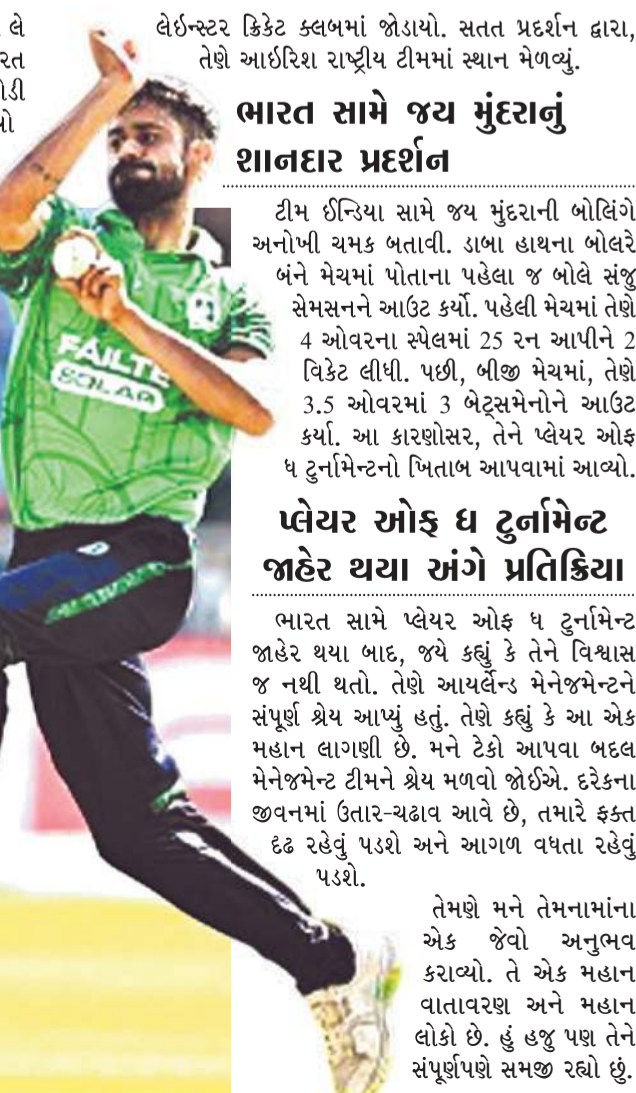 લે
રત
લેઇન્સ્ટર ક્રિકેટ ક્લબમાં જોડાયો. સતત પ્રદર્શન દ્વારા,
તેણે આઇરિશ રાષ્ટ્રીય ટીમમાં સ્થાન મેળવ્યું.
ભારત સામે જય મુંદરાનું
શાનદાર પ્રદર્શન
ટીમ ઈન્ડિયા સામે જય મુંદરાની બોલિંગે
અનોખી ચમક બતાવી. ડાબા હાથના બોલરે
બંને મેચમાં પોતાના પહેલા જ બોલે સંજુ
સેમસનને આઉટ કર્યો. પહેલી મેચમાં તેણે
4 ઓવરના સ્પેલમાં 25 રન આપીને 2
વિકેટ લીધી. પછી, બીજી મેચમાં, તેણે
3.5 ઓવરમાં 3 બેટ્સમેનોને આઉટ
કર્યા. આ કારણોસર, તેને પ્લેયર ઓફ
ધ ટુર્નામેન્ટનો ખિતાબ આપવામાં આવ્યો.
પ્લેયર ઓફ ધ ટુર્નામેન્ટ
જાહેર થયા અંગે પ્રતિક્રિયા
ભારત સામે પ્લેયર ઓફ ધ ટુર્નામેન્ટ
જાહેર થયા બાદ, જયે કહ્યું કે તેને વિશ્વાસ
જ નથી થતો. તેણે આયર્લેન્ડ મેનેજમેન્ટને
સંપૂર્ણ શ્રેય આપ્યું હતું. તેણે કહ્યું કે આ એક
મહાન લાગણી છે. મને ટેકો આપવા બદલ
મેનેજમેન્ટ ટીમને શ્રેય મળવો જોઈએ. દરેકના
જીવનમાં ઉતાર-ચઢાવ આવે છે, તમારે ફક્ત
દૃઢ રહેવું પડશે અને આગળ વધતા રહેવું
પડશે.
તેમણે મને તેમનામાંના
એક જેવો અનુભવ
કરાવ્યો. તે એક મહાન
વાતાવરણ અને મહાન
લોકો છે. હું હજુ પણ તેને
સંપૂર્ણપણે સમજી રહ્યો છું.
FAILTE
SOLAR